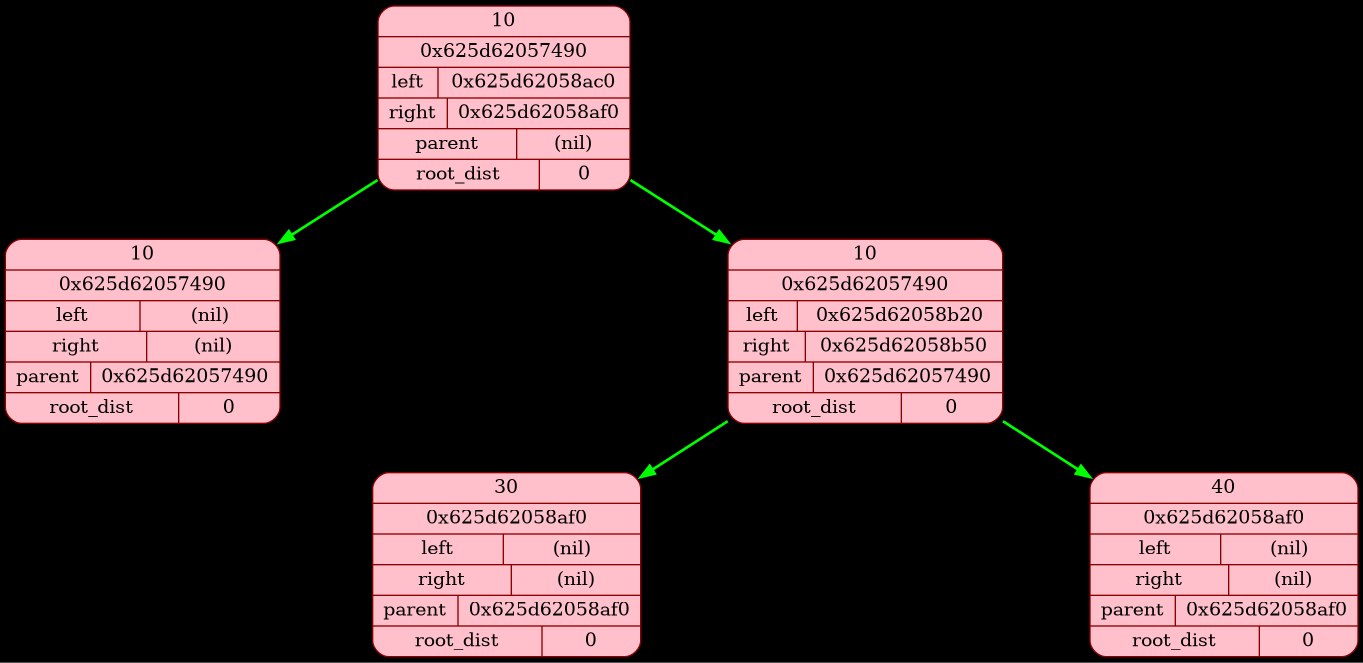 10
0x625d62057490
left 0x625d62058ac0
right 0x625d62058af0
parent (nil)
root_dist 0
10
0x625d62057490
left (nil)
right (nil)
parent 0x625d62057490
root_dist 0
10
0x625d62057490
left 0x625d62058b20
right 0x625d62058b50
parent 0x625d62057490
root_dist 0
30
0x625d62058af0
left (nil)
right (nil)
parent 0x625d62058af0
root_dist 0
40
0x625d62058af0
left (nil)
right (nil)
parent 0x625d62058af0
root_dist 0